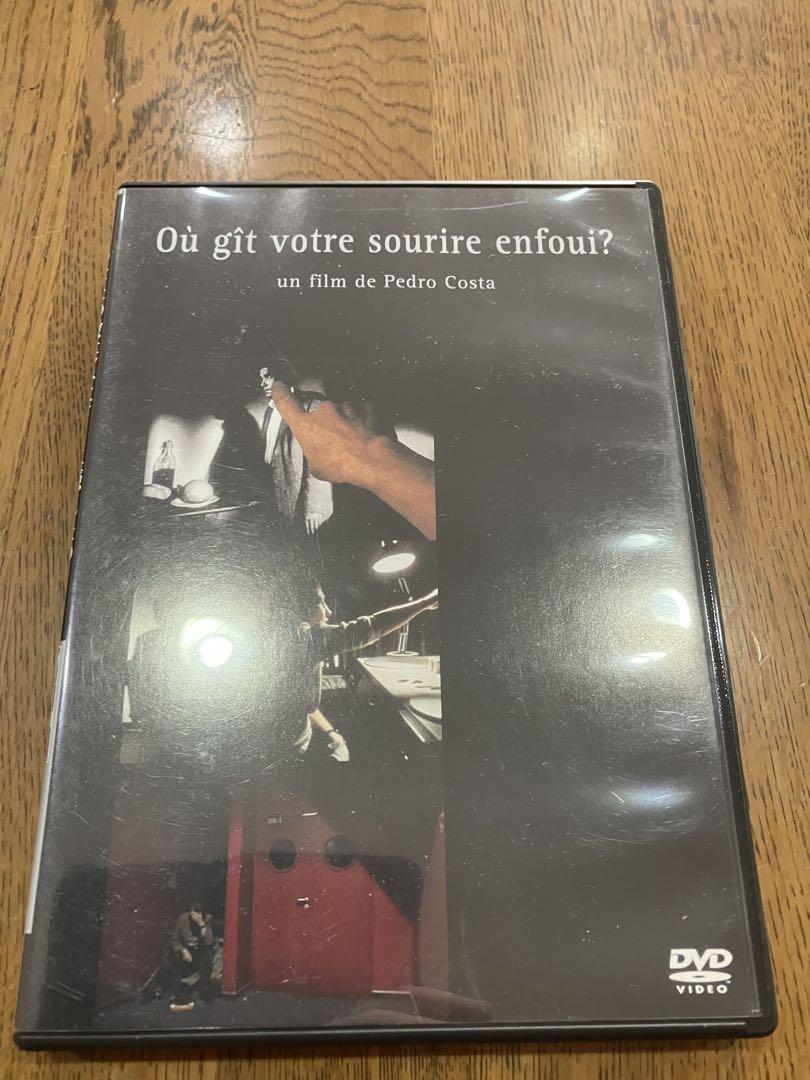 Où gît votre sourire enfoui?
un film de Pedro Costa
DVD
VIDEO